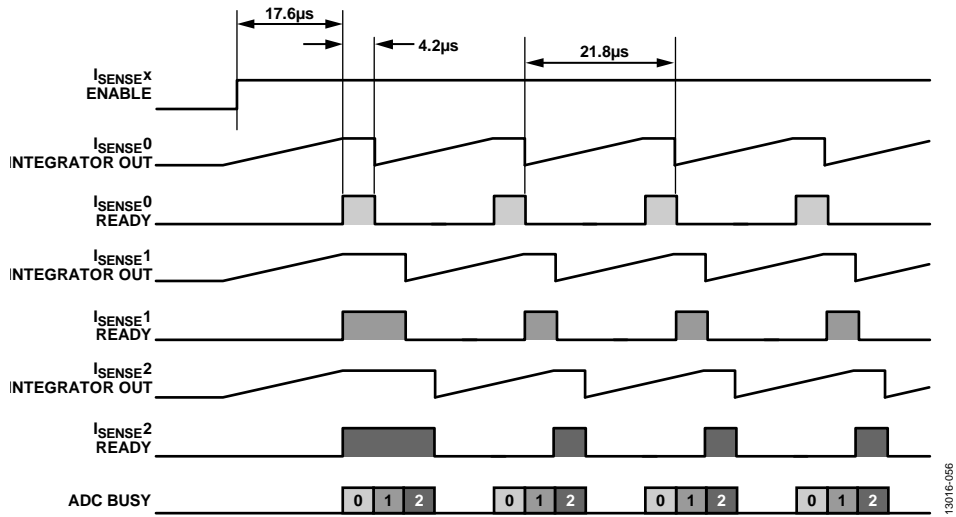 17.6µs
4.2µs
21.8µs
ISENSEX
ENABLE
ISENSE0
INTEGRATOR OUT
ISENSE0
READY
ISENSE1
INTEGRATOR OUT
ISENSE1
READY
ISENSE2
INTEGRATOR OUT
ISENSE2
READY
ADC BUSY
0 1 2 0 1 2 0 1 2 0 1 2
13016-056